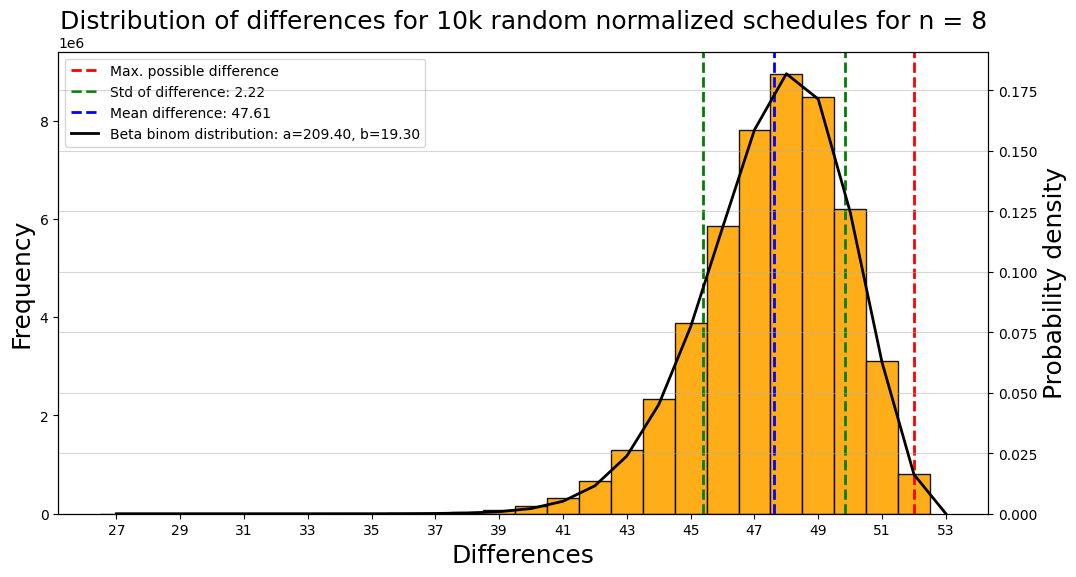 Distribution of differences for 10k random normalized schedules for n = 8
1e6
Max. possible difference
Std of difference: 2.22
Mean difference: 47.61
Beta binom distribution: a=209.40, b=19.30
Frequency
8
6
4
2
0
0.175
0.150
0.125
0.100
0.075
0.050
0.025
0.000
Probability density
27 29 31 33 35 37 39 41 43 45 47 49 51 53
Differences